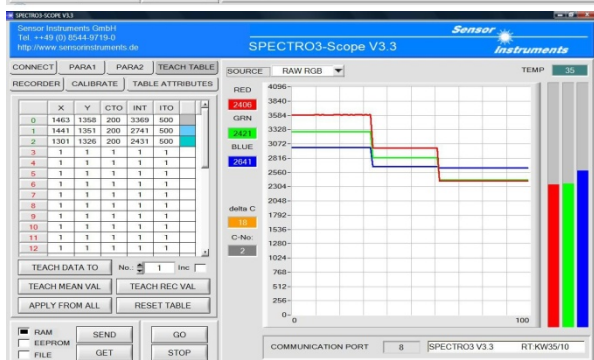 SPECTRO3-SCOPE V3.3
Sensor Instruments GmbH
Tel. ++49 (0) 8544-9719-0
http://www.sensorinstruments.de
SPECTRO3-Scope V3.3
Sensor
Instruments
CONNECT PARA1 PARA2 TEACH TABLE
RECORDER CALIBRATE TABLE ATTRIBUTES
SOURCE RAW RGB
TEMP 35
X Y CTO INT ITO
0 1463 1358 200 3369 500
1 1441 1351 200 2741 500
2 1301 1326 200 2431 500
3 1 1 1 1 1
4 1 1 1 1 1
5 1 1 1 1 1
6 1 1 1 1 1
7 1 1 1 1 1
8 1 1 1 1 1
9 1 1 1 1 1
10 1 1 1 1 1
11 1 1 1 1 1
12 1 1 1 1 1
TEACH DATA TO No.: 1 Inc
TEACH MEAN VAL TEACH REC VAL
APPLY FROM ALL RESET TABLE
RAM
EEPROM
FILE
SEND GO
GET STOP
RED
2406
GRN
2421
BLUE
2641
delta C
18
C-No:
2
4096
3840
3584
3328
3072
2816
2560
2304
2048
1792
1536
1280
1024
768
512
256
0
0 100
COMMUNICATION PORT 8 SPECTRO3 V3.3 RT:KW35/10